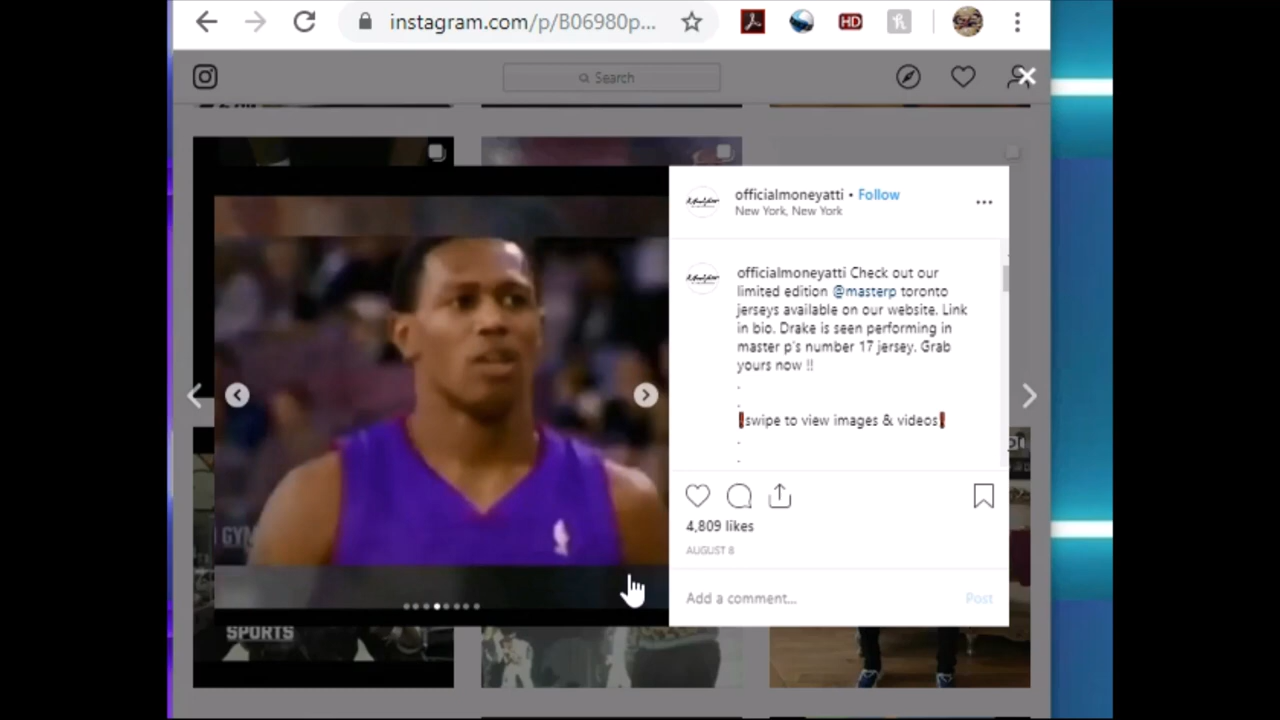 instagram.com/p/B06980p...
HD
Search
officialmoneyatti • Follow
New York, New York
officialmoneyatti Check out our
limited edition @masterp toronto
jerseys available on our website. Link
in bio. Drake is seen performing in
master p's number 17 jersey. Grab
yours now !!
.
.
❗swipe to view images & videos❗
.
.
4,809 likes
AUGUST 8
Add a comment... Post
GYM
SPORTS